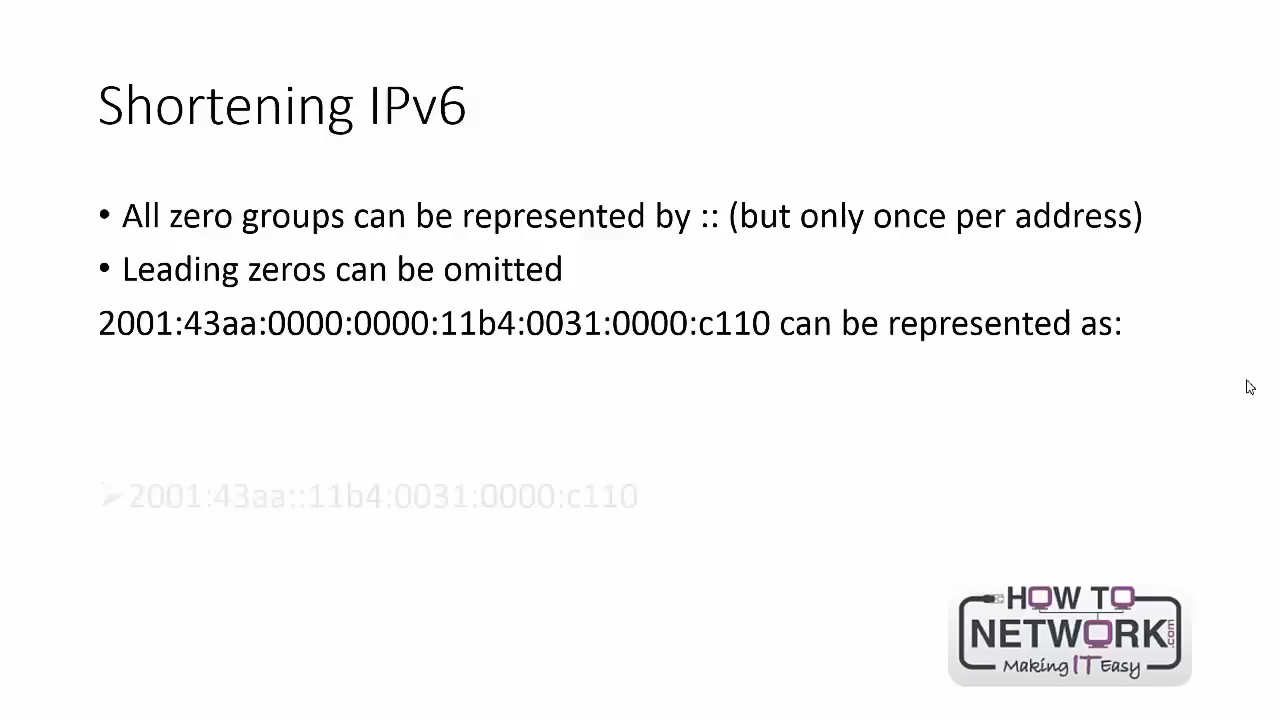 Shortening IPv6
• All zero groups can be represented by :: (but only once per address)
• Leading zeros can be omitted
2001:43aa:0000:0000:11b4:0031:0000:c110 can be represented as:
➢2001:43aa::11b4:0031:0000:c110
HOW TO
NETWORK.com
Making IT Easy